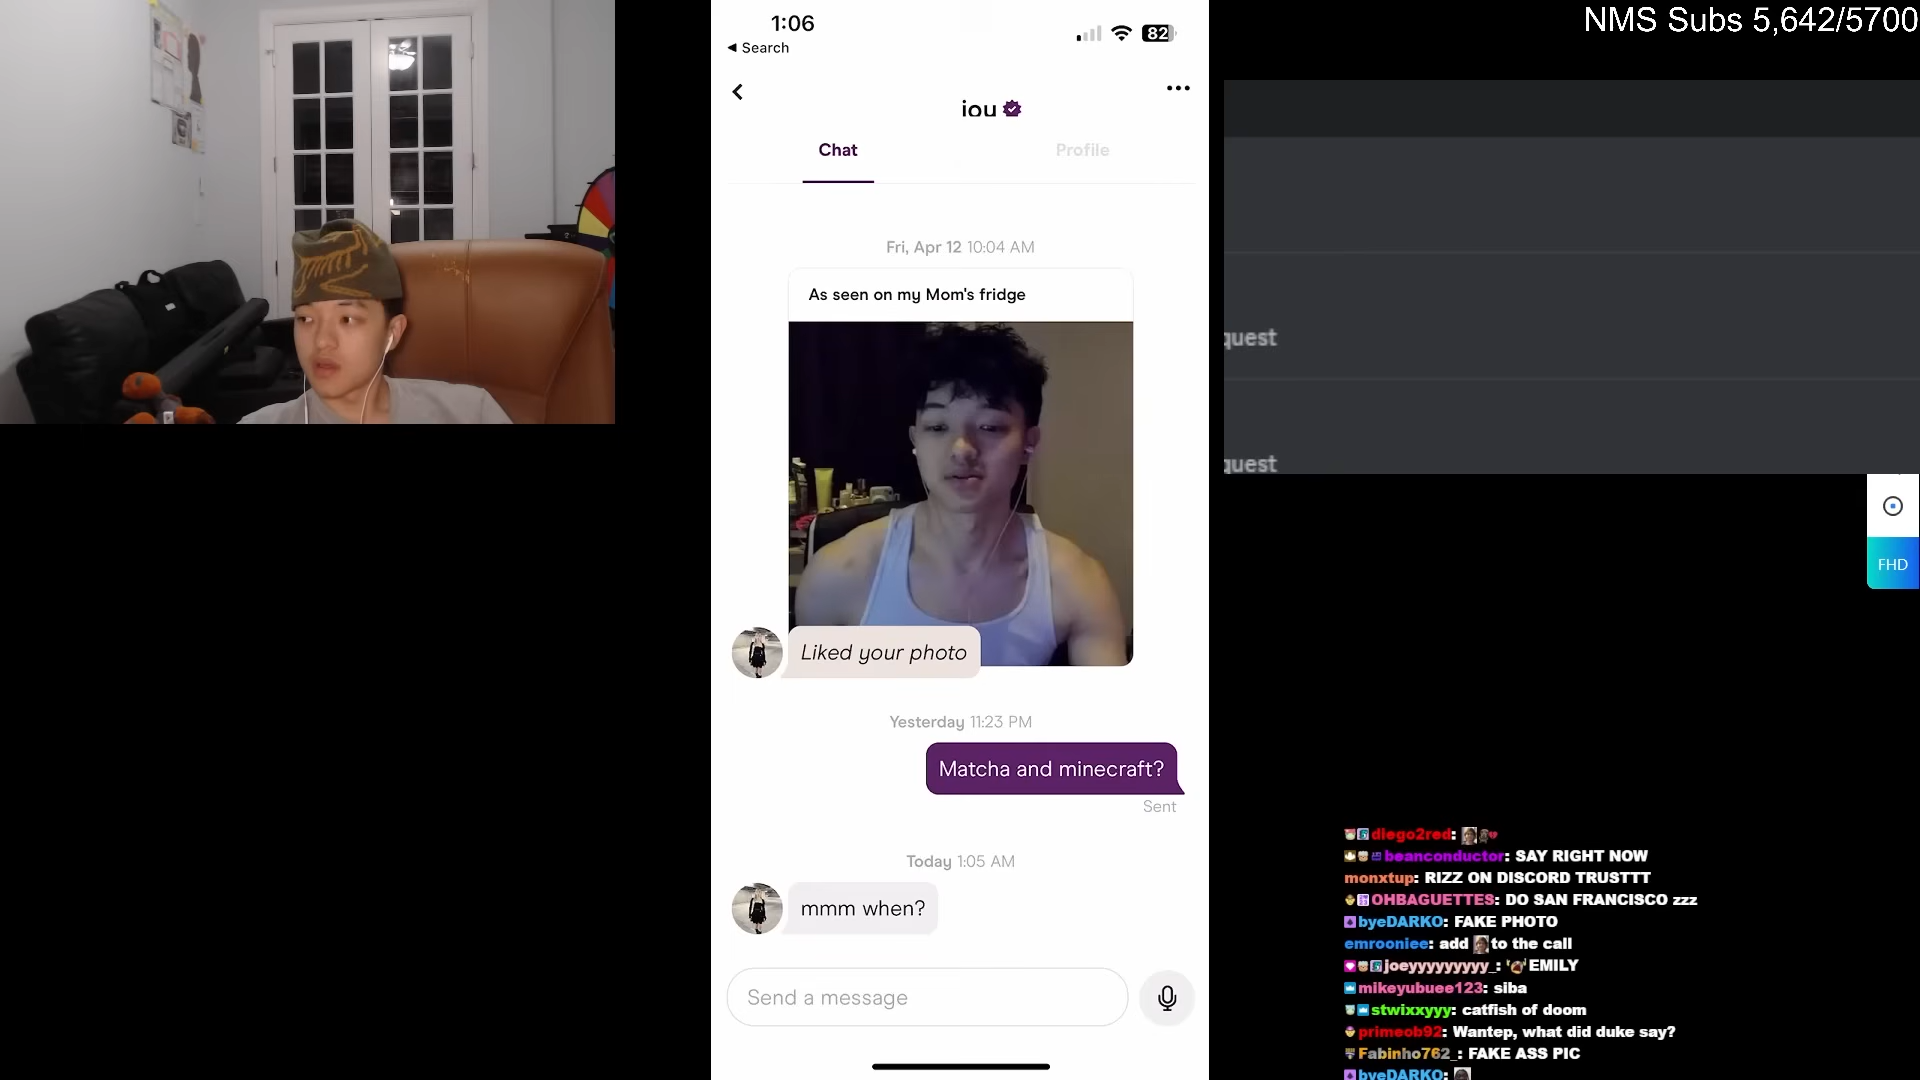 NMS Subs 5,642/5700
1:06
82
Search
iou
Chat
Profile
Fri, Apr 12 10:04 AM
As seen on my Mom's fridge
Liked your photo
Yesterday 11:23 PM
Matcha and minecraft?
Sent
Today 1:05 AM
mmm when?
Send a message
quest
quest
FHD
dlego2red:
beanconductor: SAY RIGHT NOW
monxtup: RIZZ ON DISCORD TRUSTTT
OHBAGUETTES: DO SAN FRANCISCO zzz
byeDARKO: FAKE PHOTO
emrooniee: add to the call
joeyyyyyyyyy_: EMILY
mikeyubuee123: siba
stwixxyyy: catfish of doom
primeob92: Wantep, what did duke say?
Fabinho762_: FAKE ASS PIC
byeDARKO: